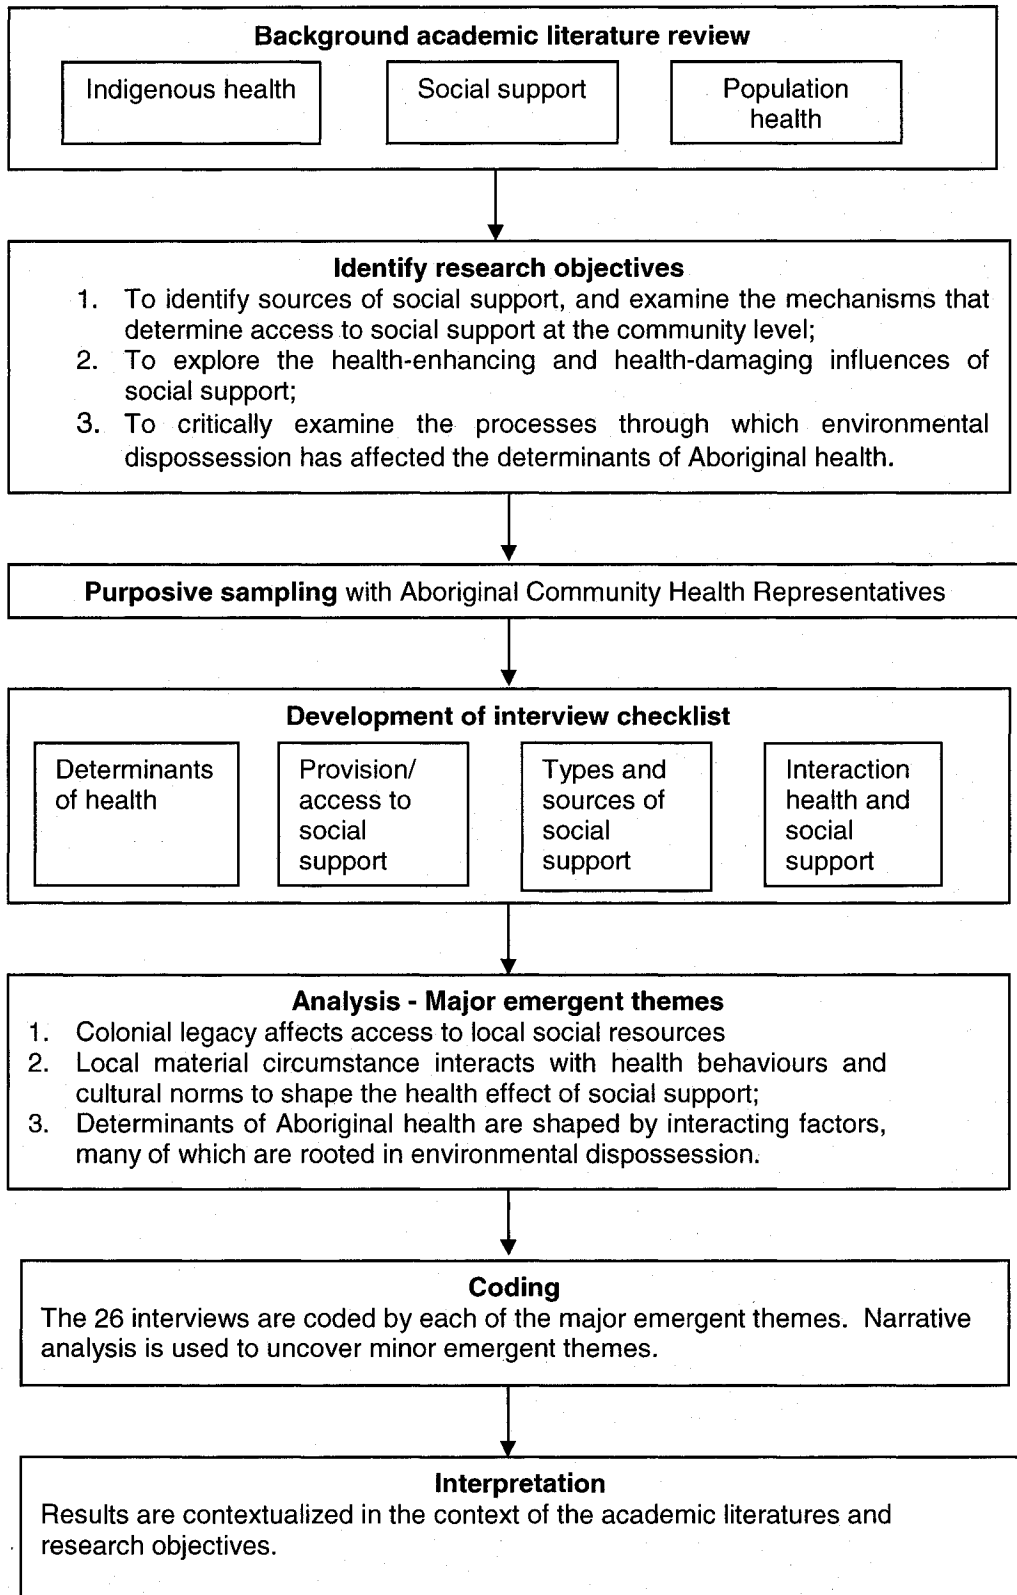 Background academic literature review
Indigenous health
Social support
Population
health
Identify research objectives
1. To identify sources of social support, and examine the mechanisms that
determine access to social support at the community level;
2. To explore the health-enhancing and health-damaging influences of
social support;
3. To critically examine the processes through which environmental
dispossession has affected the determinants of Aboriginal health.
Purposive sampling with Aboriginal Community Health Representatives
Development of interview checklist
Determinants
of health
Provision/
access to
social
support
Types and
sources of
social
support
Interaction
health and
social
support
Analysis - Major emergent themes
1. Colonial legacy affects access to local social resources
2. Local material circumstance interacts with health behaviours and
cultural norms to shape the health effect of social support;
3. Determinants of Aboriginal health are shaped by interacting factors,
many of which are rooted in environmental dispossession.
Coding
The 26 interviews are coded by each of the major emergent themes. Narrative
analysis is used to uncover minor emergent themes.
Interpretation
Results are contextualized in the context of the academic literatures and
research objectives.